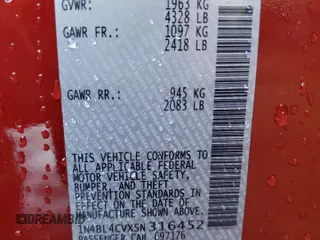 GVWR: 1963 KG
4328 LB
GAWR FR.: 1097 KG
2418 LB
GAWR RR.: 945 KG
2083 LB
THIS VEHICLE CONFORMS TO
ALL APPLICABLE FEDERAL
MOTOR VEHICLE SAFETY,
BUMPER, AND THEFT
PREVENTION STANDARDS IN
EFFECT ON THE DATE OF
MANUFACTURE SHOWN ABOVE.
1N4BL4CVXSN316452
PASSENGER CAR G97176
DREAMBID